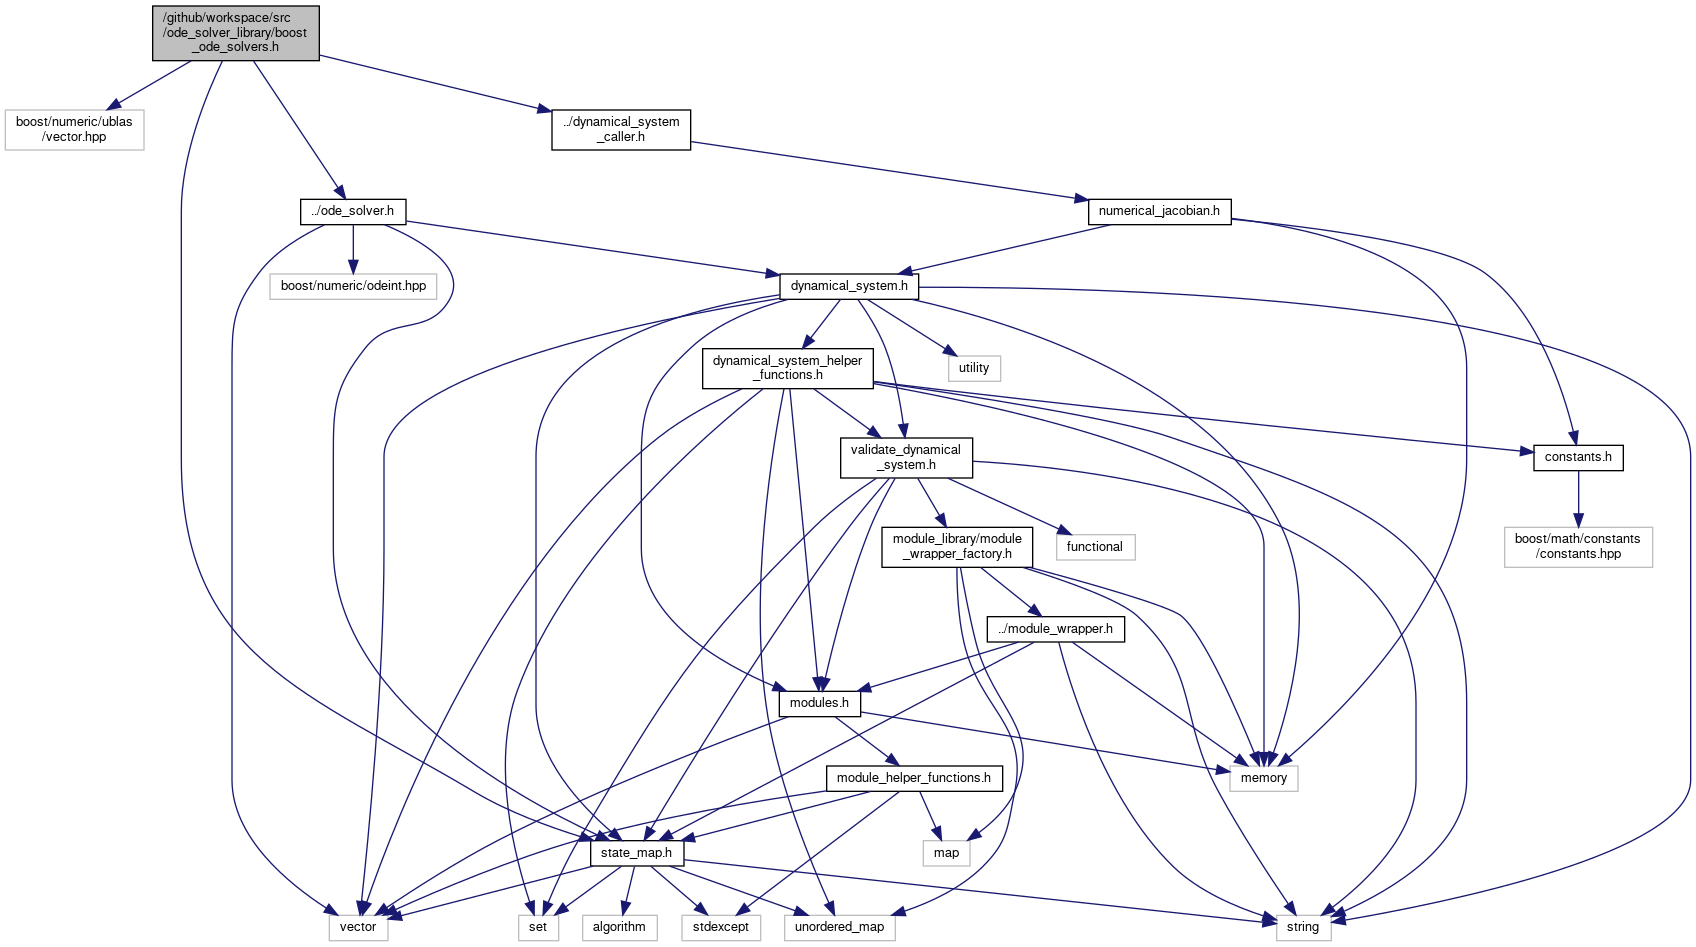 /github/workspace/src
/ode_solver_library/boost
_ode_solvers.h
boost/numeric/ublas
/vector.hpp
../dynamical_system
_caller.h
../ode_solver.h
numerical_jacobian.h
boost/numeric/odeint.hpp
dynamical_system.h
dynamical_system_helper
_functions.h
utility
validate_dynamical
_system.h
constants.h
module_library/module
_wrapper_factory.h
functional
boost/math/constants
/constants.hpp
../module_wrapper.h
modules.h
module_helper_functions.h
memory
state_map.h
map
vector
set
algorithm
stdexcept
unordered_map
string